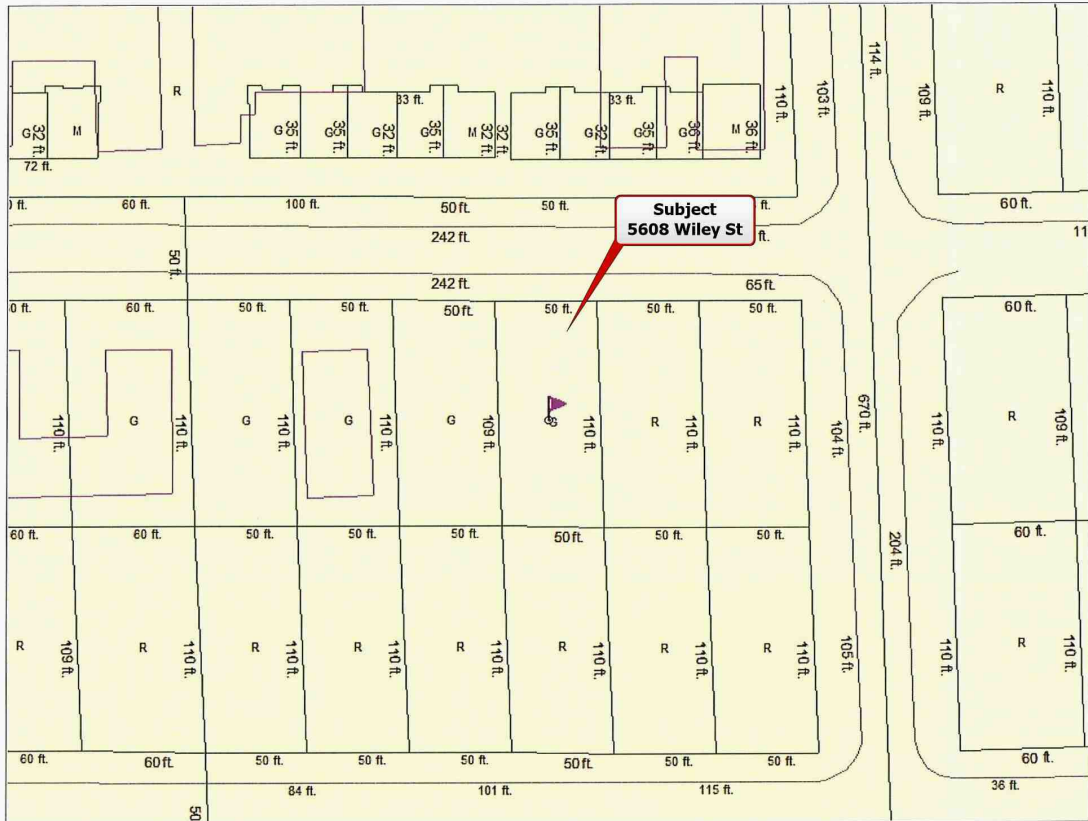 114 ft.
R
R
110 ft.
103 ft.
109 ft.
110 ft.
33 ft.
33 ft.
G
32 ft.
M
G
35 ft.
G
35 ft.
G
32 ft.
G
35 ft.
M
32 ft.
32 ft.
G
35 ft.
G
32 ft.
G
35 ft.
G
36 ft.
M
36 ft.
72 ft.
60 ft.
100 ft.
50 ft.
50 ft.
ft.
60 ft.
Subject
5608 Wiley St
242 ft.
ft.
11
50 ft.
242 ft.
65 ft.
0 ft.
60 ft.
50 ft.
50 ft.
50 ft.
50 ft.
50 ft.
50 ft.
60 ft.
110 ft.
G
110 ft.
G
G
110 ft.
G
109 ft.
G
110 ft.
R
110 ft.
R
110 ft.
104 ft.
670 ft.
110 ft.
R
109 ft.
60 ft.
60 ft.
50 ft.
50 ft.
50 ft.
50 ft.
50 ft.
50 ft.
204 ft.
60 ft.
R
109 ft.
R
110 ft.
R
110 ft.
R
110 ft.
R
110 ft.
R
110 ft.
R
110 ft.
R
110 ft.
105 ft.
110 ft.
R
110 ft.
60 ft.
60 ft.
50 ft.
50 ft.
50 ft.
50 ft.
50 ft.
50 ft.
60 ft.
84 ft.
101 ft.
115 ft.
36 ft.
50